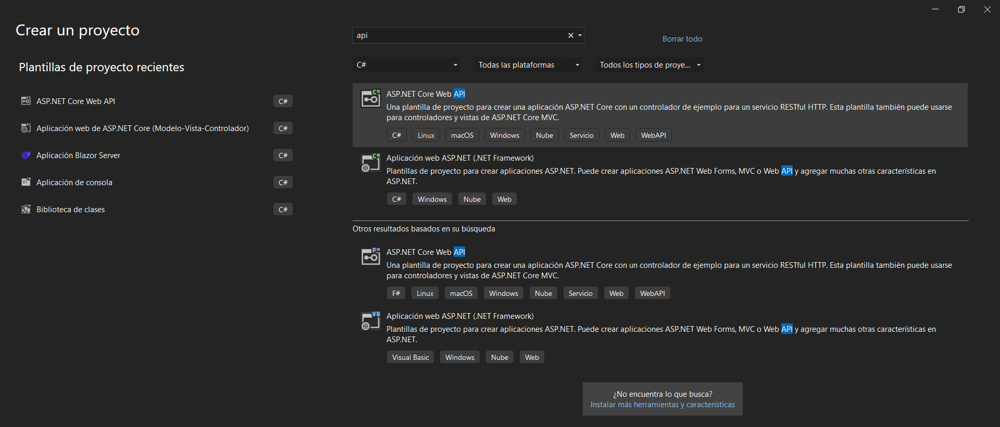 Crear un proyecto
Plantillas de proyecto recientes
ASP.NET Core Web API C#
Aplicación web de ASP.NET Core (Modelo-Vista-Controlador) C#
Aplicación Blazor Server C#
Aplicación de consola C#
Biblioteca de clases C#
api
Borrar todo
C# Todas las plataformas Todos los tipos de proye...
C#
ASP.NET Core Web API
Una plantilla de proyecto para crear una aplicación ASP.NET Core con un controlador de ejemplo para un servicio RESTful HTTP. Esta plantilla también puede usarse
para controladores y vistas de ASP.NET Core MVC.
C# Linux macOS Windows Nube Servicio Web WebAPI
C#
Aplicación web ASP.NET (.NET Framework)
Plantillas de proyecto para crear aplicaciones ASP.NET. Puede crear aplicaciones ASP.NET Web Forms, MVC o Web API y agregar muchas otras características en
ASP.NET.
C# Windows Nube Web
Otros resultados basados en su búsqueda
F#
ASP.NET Core Web API
Una plantilla de proyecto para crear una aplicación ASP.NET Core con un controlador de ejemplo para un servicio RESTful HTTP. Esta plantilla también puede usarse
para controladores y vistas de ASP.NET Core MVC.
F# Linux macOS Windows Nube Servicio Web WebAPI
VB
Aplicación web ASP.NET (.NET Framework)
Plantillas de proyecto para crear aplicaciones ASP.NET. Puede crear aplicaciones ASP.NET Web Forms, MVC o Web API y agregar muchas otras características en
ASP.NET.
Visual Basic Windows Nube Web
¿No encuentra lo que busca?
Instalar más herramientas y características